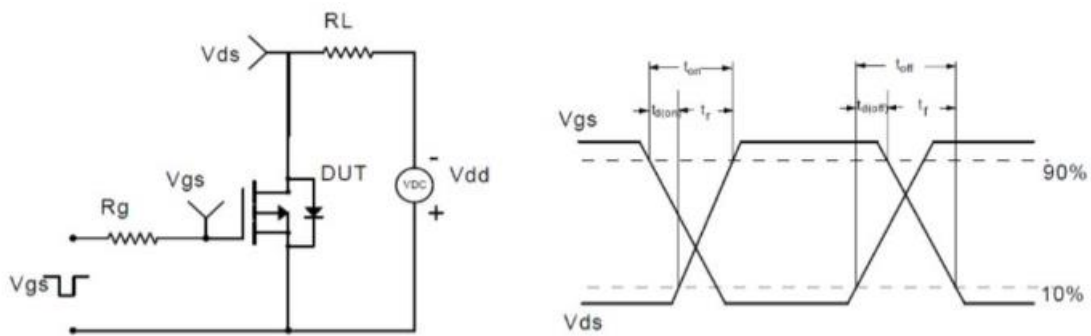 RL
Vds
Vgs
DUT
VDC
-
+
Vdd
Rg
Vgs
ton
toff
td(on)
tr
td(off)
tf
Vgs
90%
10%
Vds